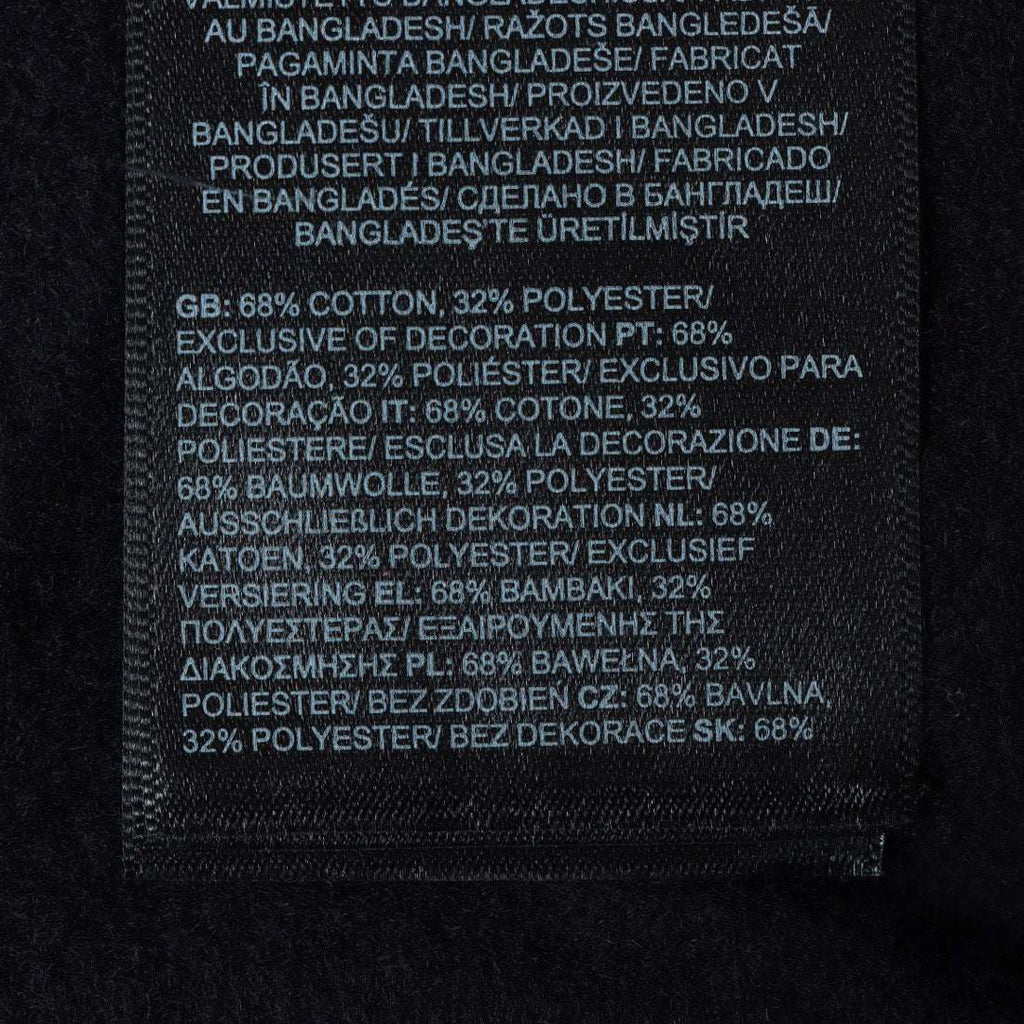 AU BANGLADESH/ RAŽOTS BANGLEDEŠĀ/
PAGAMINTA BANGLADEŠE/ FABRICAT
ÎN BANGLADESH/ PROIZVEDENO V
BANGLADEŠU/ TILLVERKAD I BANGLADESH/
PRODUSERT I BANGLADESH/ FABRICADO
EN BANGLADÉS/ СДЕЛАНО В БАНГЛАДЕШ/
BANGLADEŞ'TE ÜRETİLMİŞTİR
GB: 68% COTTON, 32% POLYESTER/
EXCLUSIVE OF DECORATION PT: 68%
ALGODÃO, 32% POLIÉSTER/ EXCLUSIVO PARA
DECORAÇÃO IT: 68% COTONE, 32%
POLIESTERE/ ESCLUSA LA DECORAZIONE DE:
68% BAUMWOLLE, 32% POLYESTER/
AUSSCHLIEßLICH DEKORATION NL: 68%
KATOEN, 32% POLYESTER/ EXCLUSIEF
VERSIERING EL: 68% ΒΑΜΒΑΚΙ, 32%
ΠΟΛΥΕΣΤΕΡΑΣ/ ΕΞΑΙΡΟΥΜΕΝΗΣ ΤΗΣ
ΔΙΑΚΟΣΜΗΣΗΣ PL: 68% BAWEŁNA, 32%
POLIESTER/ BEZ ZDOBIEŃ CZ: 68% BAVLNA,
32% POLYESTER/ BEZ DEKORACE SK: 68%